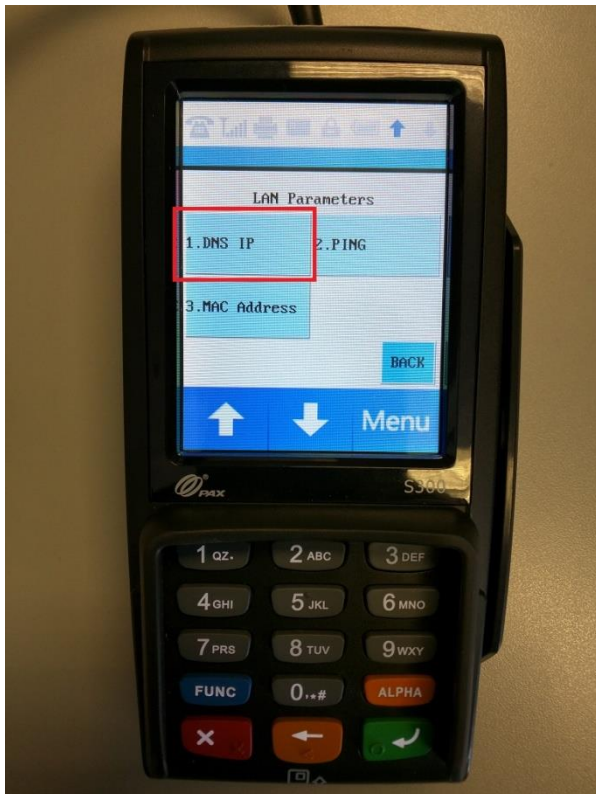 LAN Parameters
1.DNS IP 2.PING
3.MAC Address
BACK
Menu
PAX S300
1 QZ. 2 ABC 3 DEF
4 GHI 5 JKL 6 MNO
7 PRS 8 TUV 9 WXY
FUNC 0,*# ALPHA